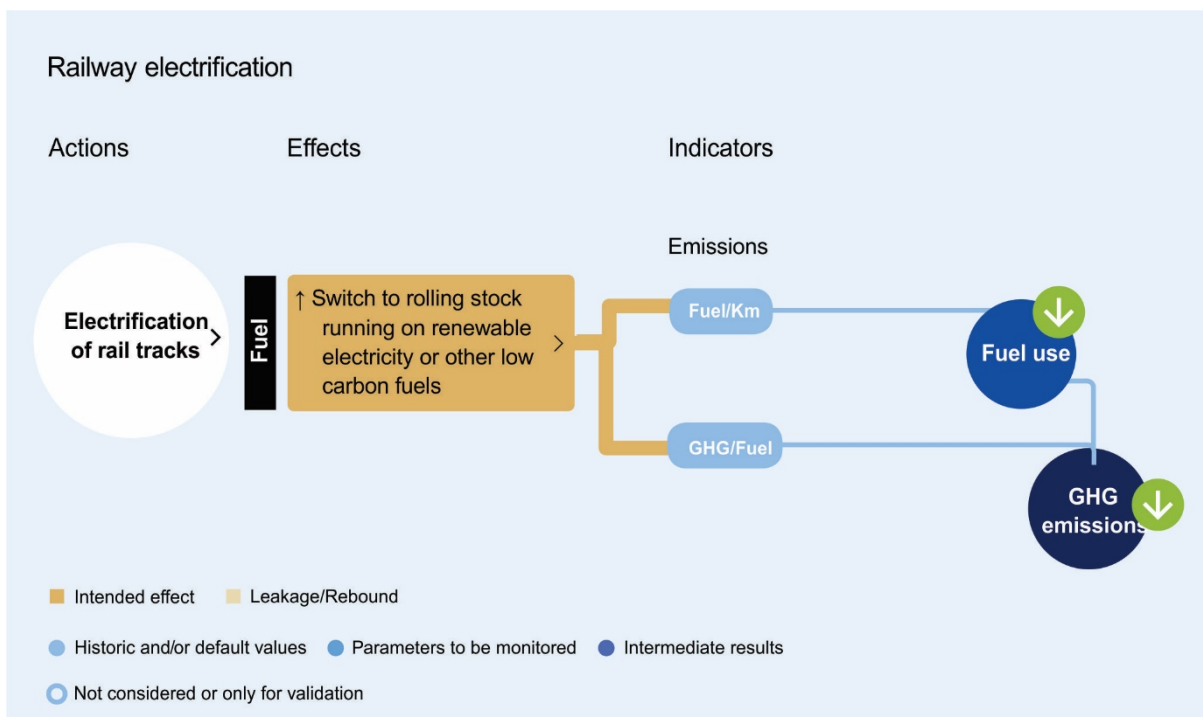 Railway electrification
Actions
Effects
Indicators
Emissions
Electrification
of rail tracks
Fuel
↑ Switch to rolling stock
running on renewable
electricity or other low
carbon fuels
Fuel/Km
Fuel use
GHG/Fuel
GHG
emissions
Intended effect
Leakage/Rebound
Historic and/or default values
Parameters to be monitored
Intermediate results
Not considered or only for validation